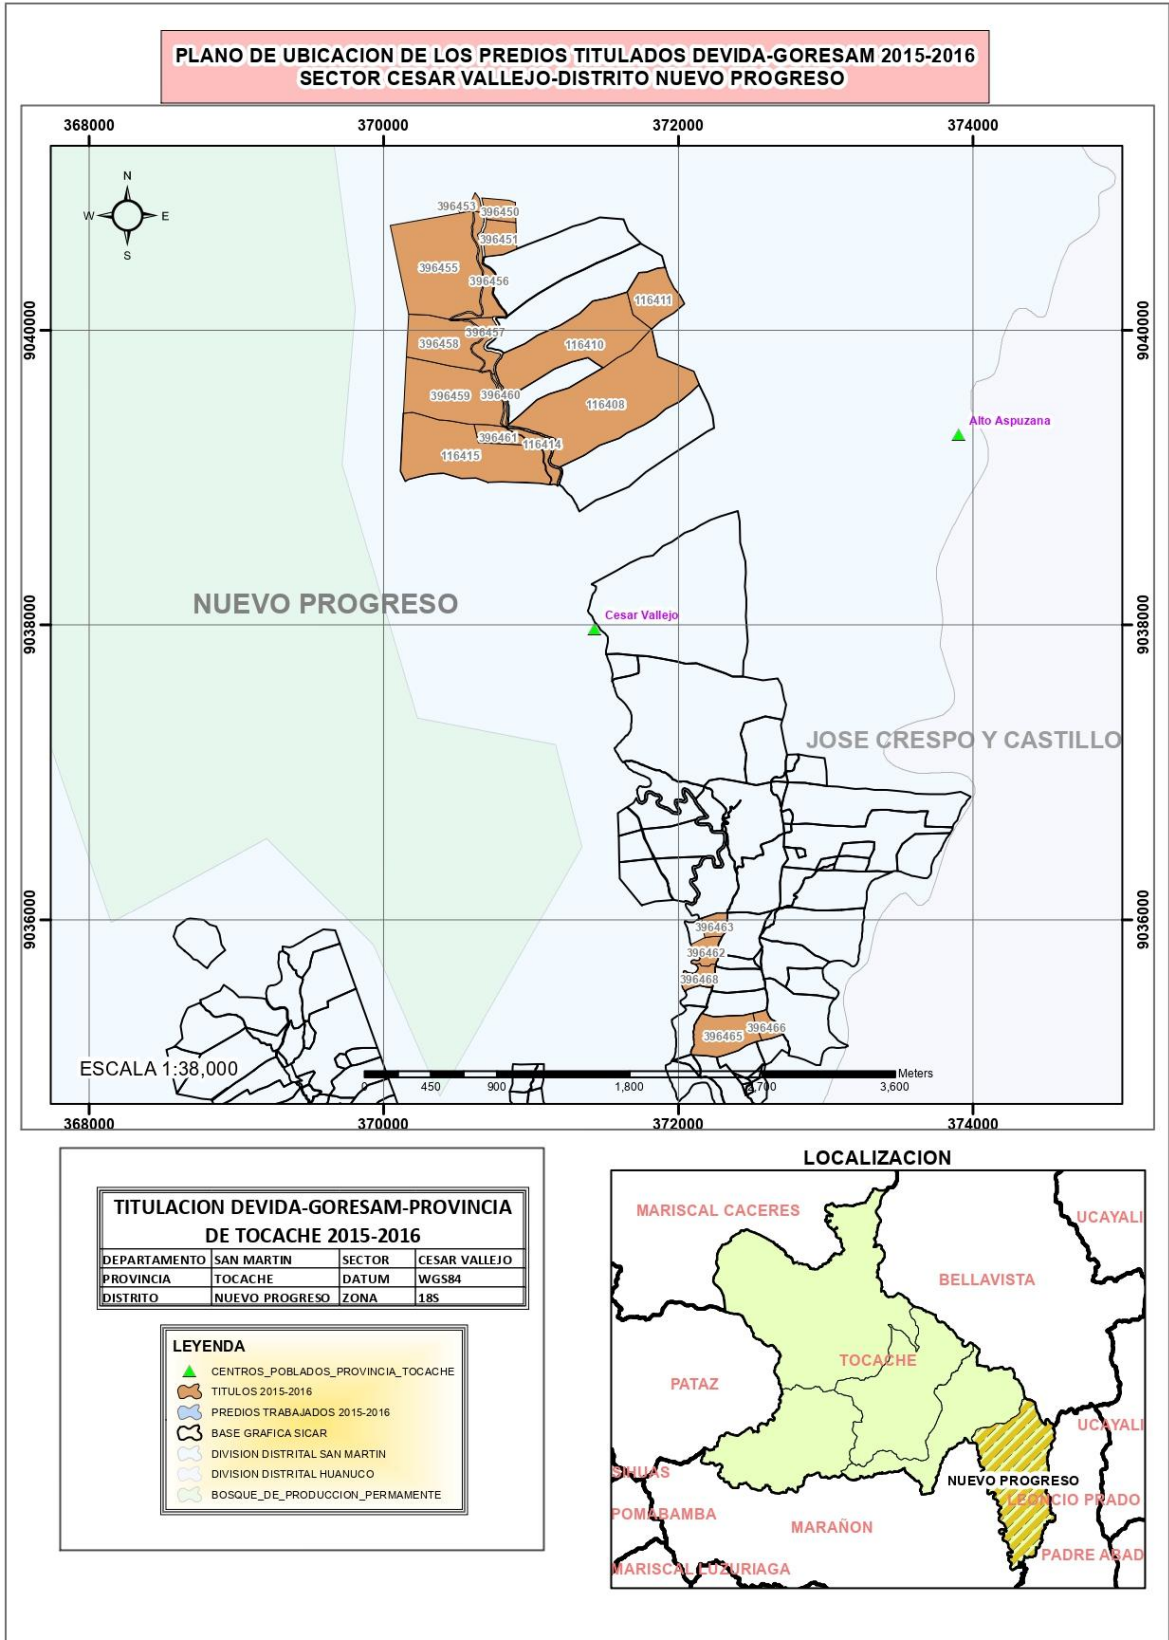 PLANO DE UBICACION DE LOS PREDIOS TITULADOS DEVIDA-GORESAM 2015-2016
SECTOR CESAR VALLEJO-DISTRITO NUEVO PROGRESO
368000 370000 372000 374000
N
W E
S
396453
396450
396451
396455
396456
116411
9040000 9040000
396457
396458
116410
396459
396460
116408
396461
116414
116415
Alto Aspuzana
NUEVO PROGRESO
Cesar Vallejo
9038000 9038000
JOSE CRESPO Y CASTILLO
9036000 9036000
396463
396462
396468
396465
396466
ESCALA 1:38,000
0 450 900 1,800 2,700 3,600 Meters
368000 370000 372000 374000
TITULACION DEVIDA-GORESAM-PROVINCIA
DE TOCACHE 2015-2016
DEPARTAMENTO SAN MARTIN SECTOR CESAR VALLEJO
PROVINCIA TOCACHE DATUM WGS84
DISTRITO NUEVO PROGRESO ZONA 18S
LEYENDA
CENTROS_POBLADOS_PROVINCIA_TOCACHE
TITULOS 2015-2016
PREDIOS TRABAJADOS 2015-2016
BASE GRAFICA SICAR
DIVISION DISTRITAL SAN MARTIN
DIVISION DISTRITAL HUANUCO
BOSQUE_DE_PRODUCCION_PERMAMENTE
LOCALIZACION
MARISCAL CACERES
UCAYALI
BELLAVISTA
TOCACHE
PATAZ
UCAYALI
SIHUAS
NUEVO PROGRESO
LEONCIO PRADO
POMABAMBA
MARAÑON
PADRE ABAD
MARISCAL LUZURIAGA